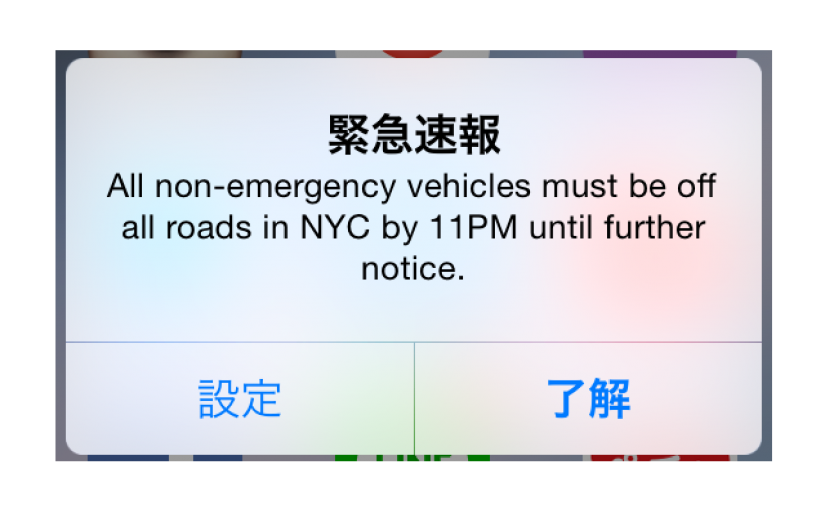 緊急速報
All non-emergency vehicles must be off
all roads in NYC by 11PM until further
notice.
設定
了解